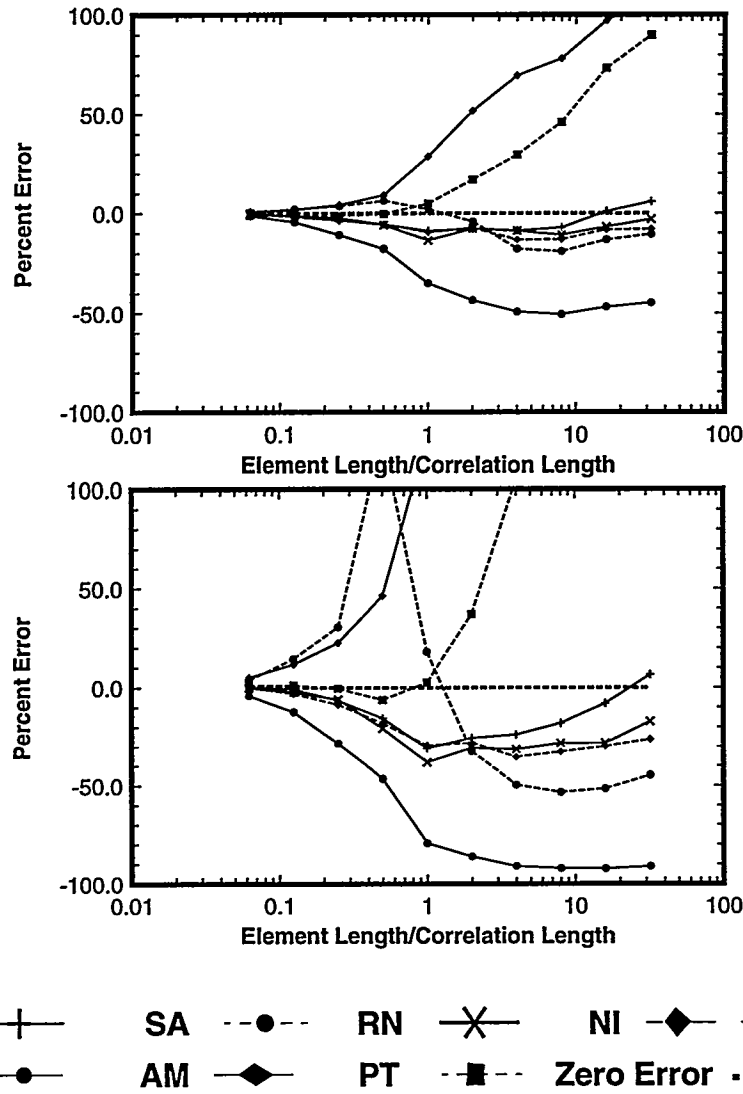 100.0
50.0
0.0
-50.0
-100.0
Percent Error
0.01 0.1 1 10 100
Element Length/Correlation Length
100.0
50.0
0.0
-50.0
-100.0
Percent Error
0.01 0.1 1 10 100
Element Length/Correlation Length
SA RN NI
AM PT Zero Error